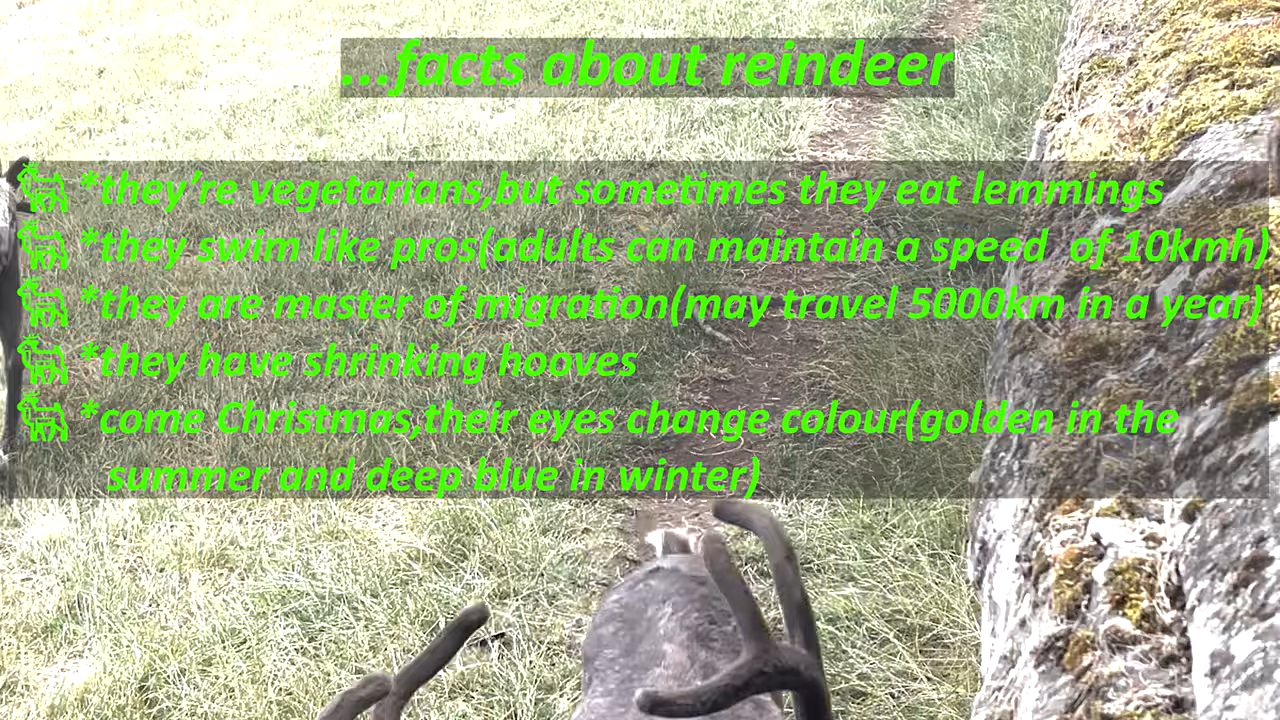 ...facts about reindeer
*they're vegetarians,but sometimes they eat lemmings
*they swim like pros(adults can maintain a speed  of 10kmh)
*they are master of migration(may travel 5000km in a year)
*they have shrinking hooves
*come Christmas,their eyes change colour(golden in the
summer and deep blue in winter)